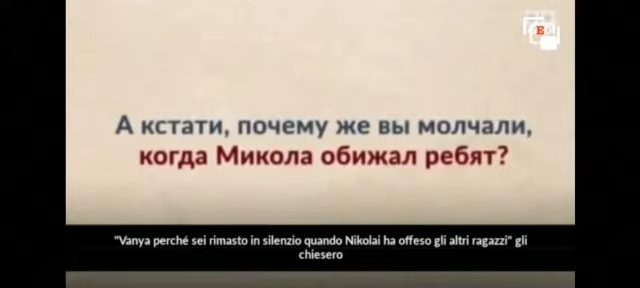 А кстати, почему же вы молчали,
когда Микола обижал ребят?
"Vanya perché sei rimasto in silenzio quando Nikolai ha offeso gli altri ragazzi" gli
chiesero